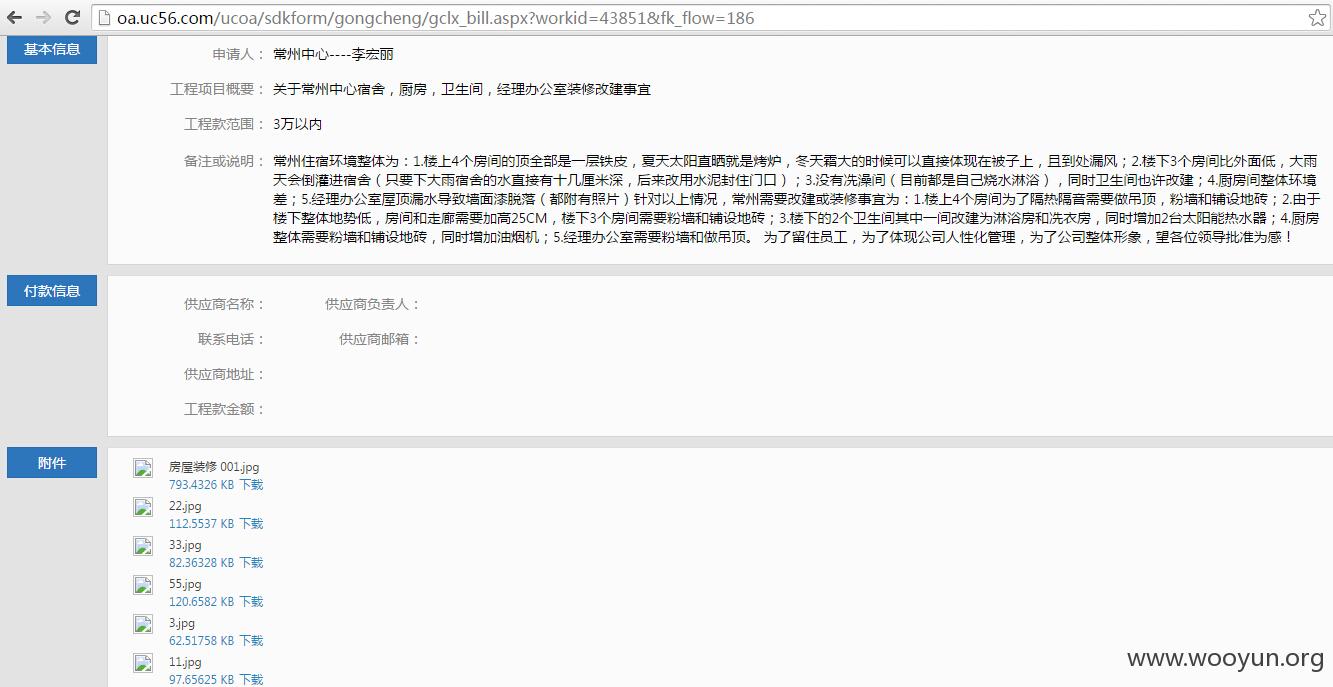 oa.uc56.com/ucoa/sdkform/gongcheng/gclx_bill.aspx?workid=43851&fk_flow=186
基本信息
申请人： 常州中心----李宏丽
工程项目概要： 关于常州中心宿舍，厨房，卫生间，经理办公室装修改建事宜
工程款范围： 3万以内
备注或说明： 常州住宿环境整体为：1.楼上4个房间的顶全部是一层铁皮，夏天太阳直晒就是烤炉，冬天霜大的时候可以直接体现在被子上，且到处漏风；2.楼下3个房间比外面低，大雨
天会倒灌进宿舍（只要下大雨宿舍的水直接有十几厘米深，后来改用水泥封住门口）；3.没有洗澡间（目前都是自己烧水淋浴），同时卫生间也许改建；4.厨房间整体环境
差；5.经理办公室屋顶漏水导致墙面漆脱落（都附有照片）针对以上情况，常州需要改建或装修事宜为：1.楼上4个房间为了隔热隔音需要做吊顶，粉墙和铺设地砖；2.由于
楼下整体地势低，房间和走廊需要加高25CM，楼下3个房间需要粉墙和铺设地砖；3.楼下的2个卫生间其中一间改建为淋浴房和洗衣房，同时增加2台太阳能热水器；4.厨房
整体需要粉墙和铺设地砖，同时增加油烟机；5.经理办公室需要粉墙和做吊顶。 为了留住员工，为了体现公司人性化管理，为了公司整体形象，望各位领导批准为感！
付款信息
供应商名称： 供应商负责人：
联系电话： 供应商邮箱：
供应商地址：
工程款金额：
附件
房屋装修 001.jpg
793.4326 KB 下载
22.jpg
112.5537 KB 下载
33.jpg
82.36328 KB 下载
55.jpg
120.6582 KB 下载
3.jpg
62.51758 KB 下载
11.jpg
97.65625 KB 下载
www.wooyun.org